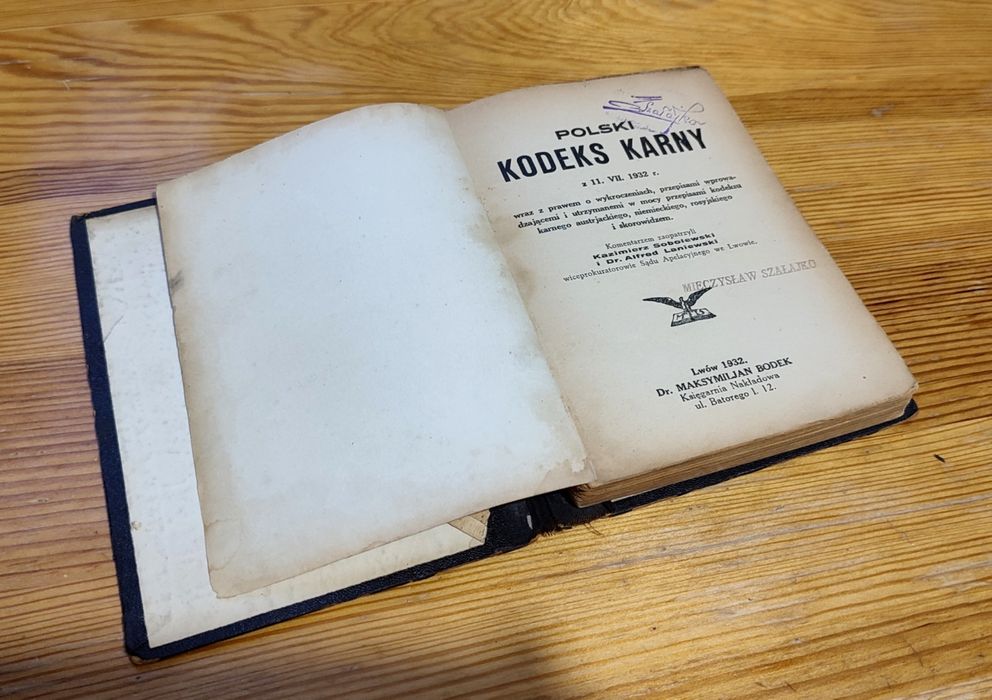 Szałajko
POLSKI
KODEKS KARNY
z 11. VII. 1932 r.
wraz z prawem o wykroczeniach, przepisami wprowa-
dzającemi i utrzymanemi w mocy przepisami kodeksu
karnego austrjackiego, niemieckiego, rosyjskiego
i skorowidzem.
Komentarzem zaopatrzyli
Kazimierz Sobolewski
i Dr. Alfred Laniewski
wiceprokuratorowie Sądu Apelacyjnego we Lwowie.
MIECZYSŁAW SZAŁAJKO
Lwów 1932.
Dr. MAKSYMILJAN BODEK
Księgarnia Nakładowa
ul. Batorego l. 12.